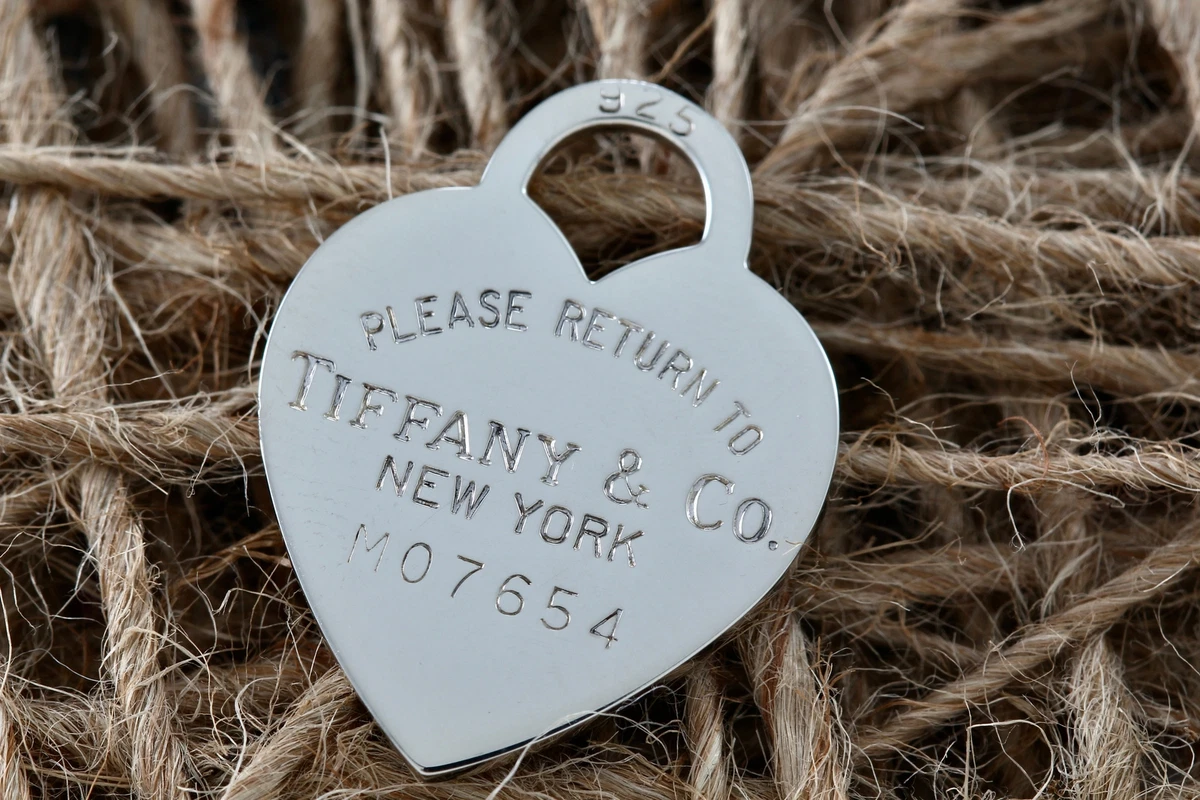 925
PLEASE RETURN TO
TIFFANY & CO.
NEW YORK
M07654